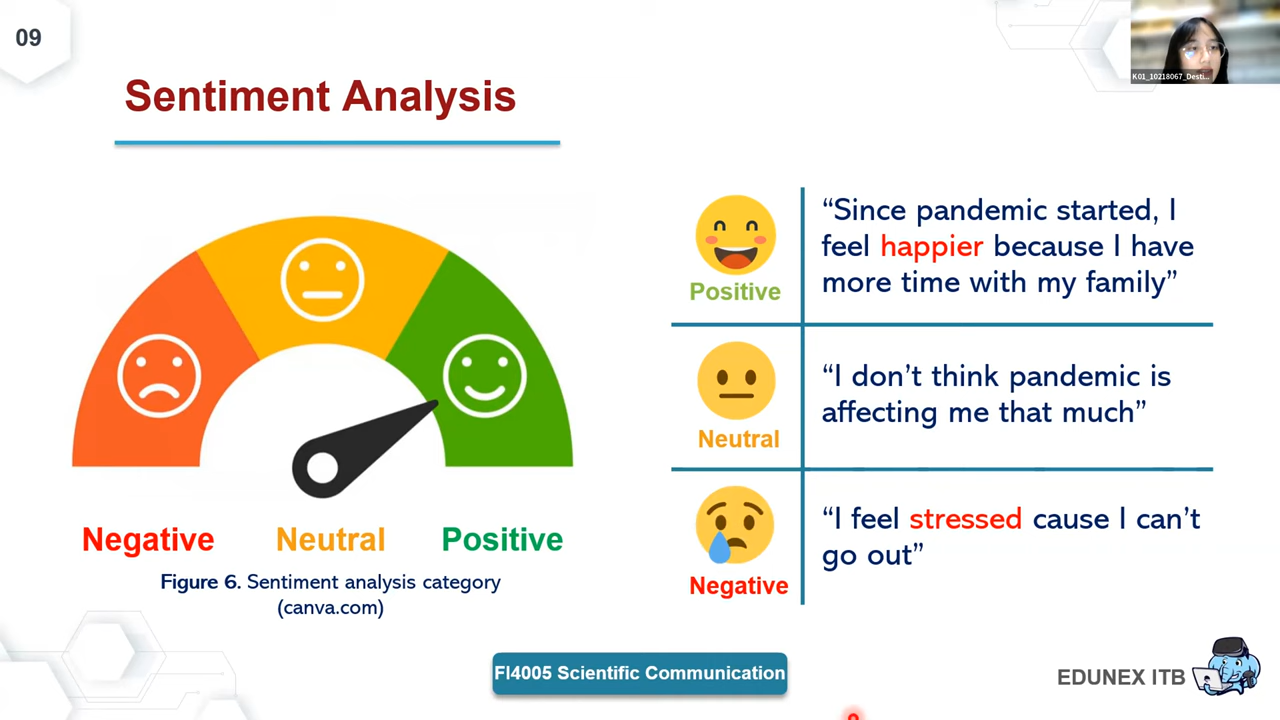 09
K01_10218067_Desti...
Sentiment Analysis
Negative
Neutral
Positive
Figure 6. Sentiment analysis category
(canva.com)
Positive
“Since pandemic started, I
feel happier because I have
more time with my family”
Neutral
“I don’t think pandemic is
affecting me that much”
Negative
“I feel stressed cause I can’t
go out”
FI4005 Scientific Communication
EDUNEX ITB